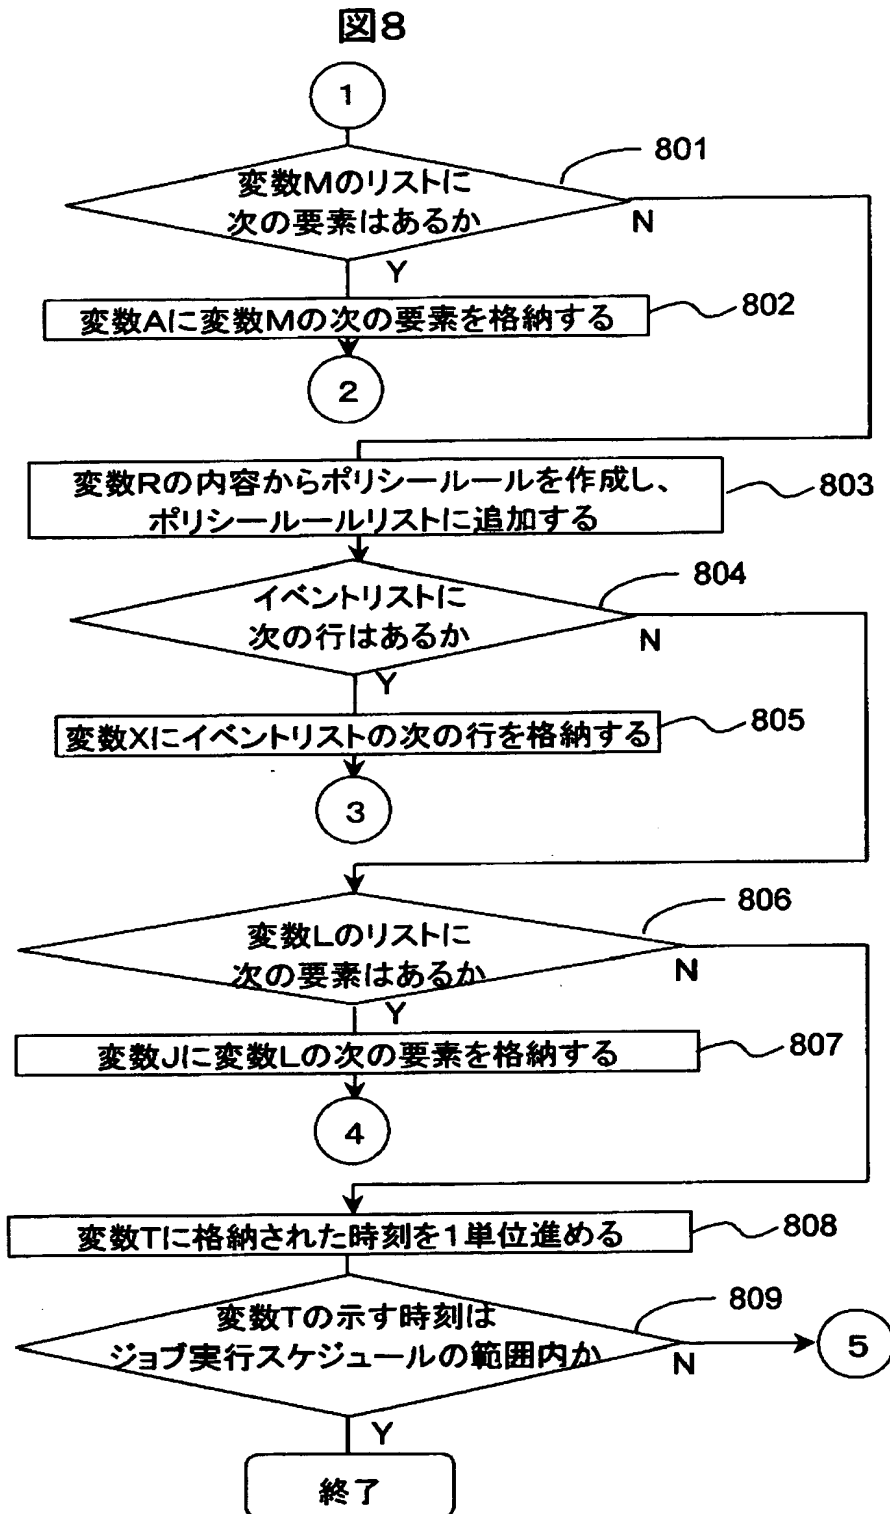 図8
1
変数Mのリストに
次の要素はあるか
801
N
Y
変数Aに変数Mの次の要素を格納する
802
2
変数Rの内容からポリシールールを作成し、
ポリシールールリストに追加する
803
イベントリストに
次の行はあるか
804
N
Y
変数Xにイベントリストの次の行を格納する
805
3
変数Lのリストに
次の要素はあるか
806
N
Y
変数Jに変数Lの次の要素を格納する
807
4
変数Tに格納された時刻を1単位進める
808
変数Tの示す時刻は
ジョブ実行スケジュールの範囲内か
809
N
5
Y
終了